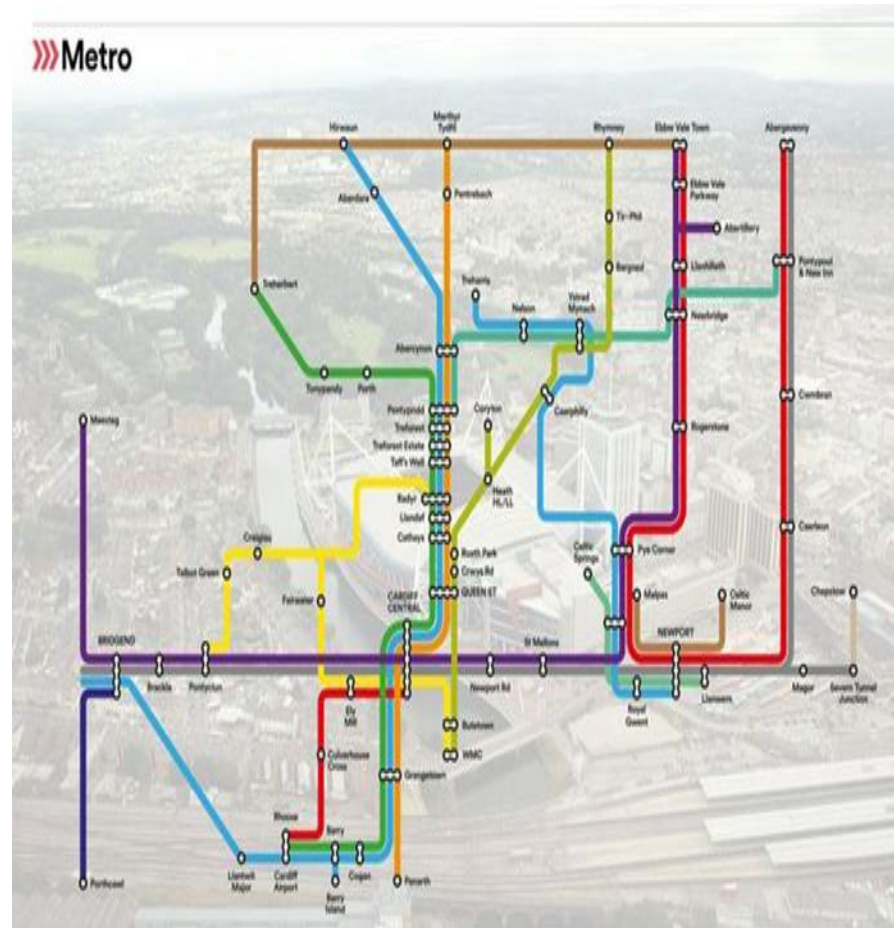 Metro
Merthyr
Tydfil
Hirwaun
Rhymney
Ebbw Vale Town
Abergavenny
Aberdare
Pentrebach
Ebbw Vale
Parkway
Tir-Phil
Abertillery
Bargoed
Llanhilleth
Pontypool
& New Inn
Treherbert
Treharris
Nelson
Ystrad
Mynach
Newbridge
Abercynon
Tonypandy
Porth
Cwmbran
Caerphilly
Maesteg
Pontypridd
Coryton
Treforest
Rogerstone
Treforest Estate
Taff's Well
Heath
HL/LL
Radyr
Llandaf
Caerleon
Cathays
Creigiau
Roath Park
Pye Corner
Talbot Green
Crwys Rd
Celtic
Springs
Fairwater
CARDIFF
CENTRAL
QUEEN ST
Malpas
Celtic
Manor
Chepstow
BRIDGEND
St Mellons
NEWPORT
Brackla
Pontyclun
Newport Rd
Llanwern
Magor
Severn Tunnel
Junction
Ely
Mill
Royal
Gwent
Butetown
Culverhouse
Cross
WMC
Grangetown
Rhoose
Barry
Porthcawl
Llantwit
Major
Cardiff
Airport
Cogan
Penarth
Barry
Island